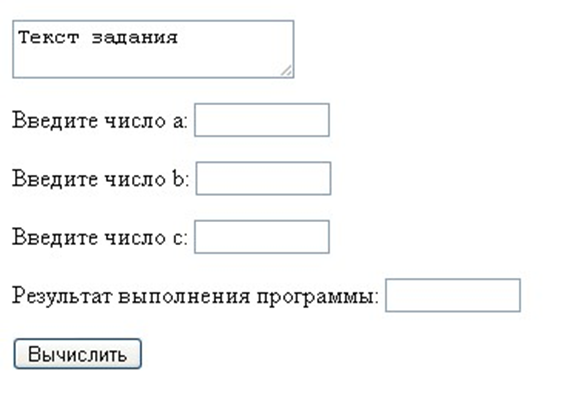 Текст задания
Введите число a:
Введите число b:
Введите число c:
Результат выполнения программы:
Вычислить